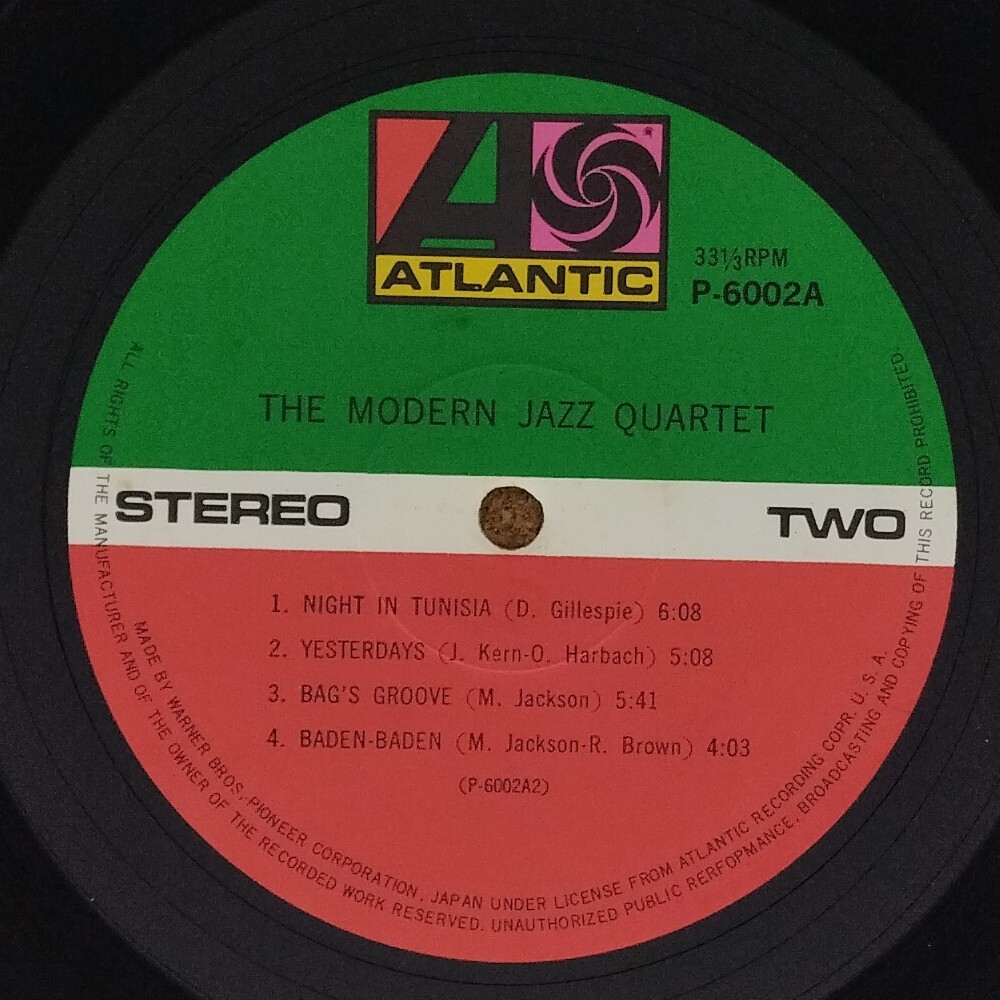 ATLANTIC
33⅓RPM
P-6002A
THE MODERN JAZZ QUARTET
STEREO
TWO
1. NIGHT IN TUNISIA (D. Gillespie) 6:08
2. YESTERDAYS (J. Kern-O. Harbach) 5:08
3. BAG'S GROOVE (M. Jackson) 5:41
4. BADEN-BADEN (M. Jackson-R. Brown) 4:03
(P-6002A2)
MADE BY WARNER BROS.-PIONEER CORPORATION, JAPAN UNDER LICENSE FROM ATLANTIC RECORDING COPR. U. S. A.
ALL RIGHTS OF THE MANUFACTURER AND OF THE OWNER OF THE RECORDED WORK RESERVED. UNAUTHORIZED PUBLIC RERFOPMANCE, BROADCASTING AND COPYING OF THIS RECORD PROHIBITED.